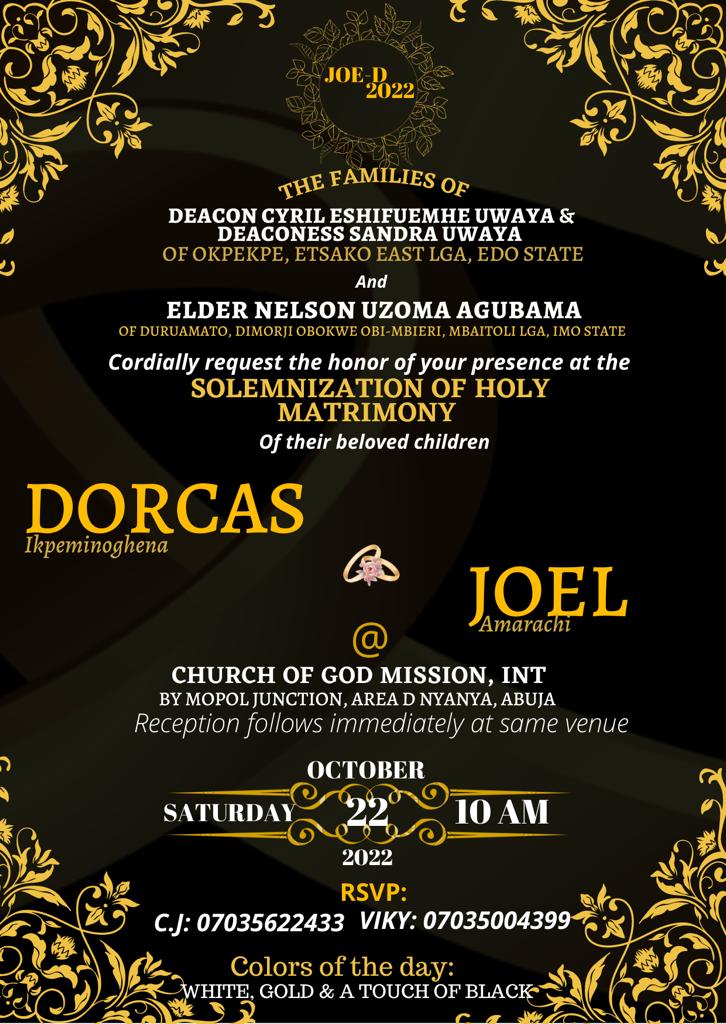 JOE-D
2022
THE FAMILIES OF
DEACON CYRIL ESHIFUEMHE UWAYA &
DEACONESS SANDRA UWAYA
OF OKPEKPE, ETSAKO EAST LGA, EDO STATE
And
ELDER NELSON UZOMA AGUBAMA
OF DURUAMATO, DIMORJI OBOKWE OBI-MBIERI, MBAITOLI LGA, IMO STATE
Cordially request the honor of your presence at the
SOLEMNIZATION OF HOLY
MATRIMONY
Of their beloved children
DORCAS
Ikpeminoghena
JOEL
Amarachi
@
CHURCH OF GOD MISSION, INT
BY MOPOL JUNCTION, AREA D NYANYA, ABUJA
Reception follows immediately at same venue
OCTOBER
SATURDAY 22 10 AM
2022
RSVP:
C.J: 07035622433 VIKY: 07035004399
Colors of the day:
WHITE, GOLD & A TOUCH OF BLACK